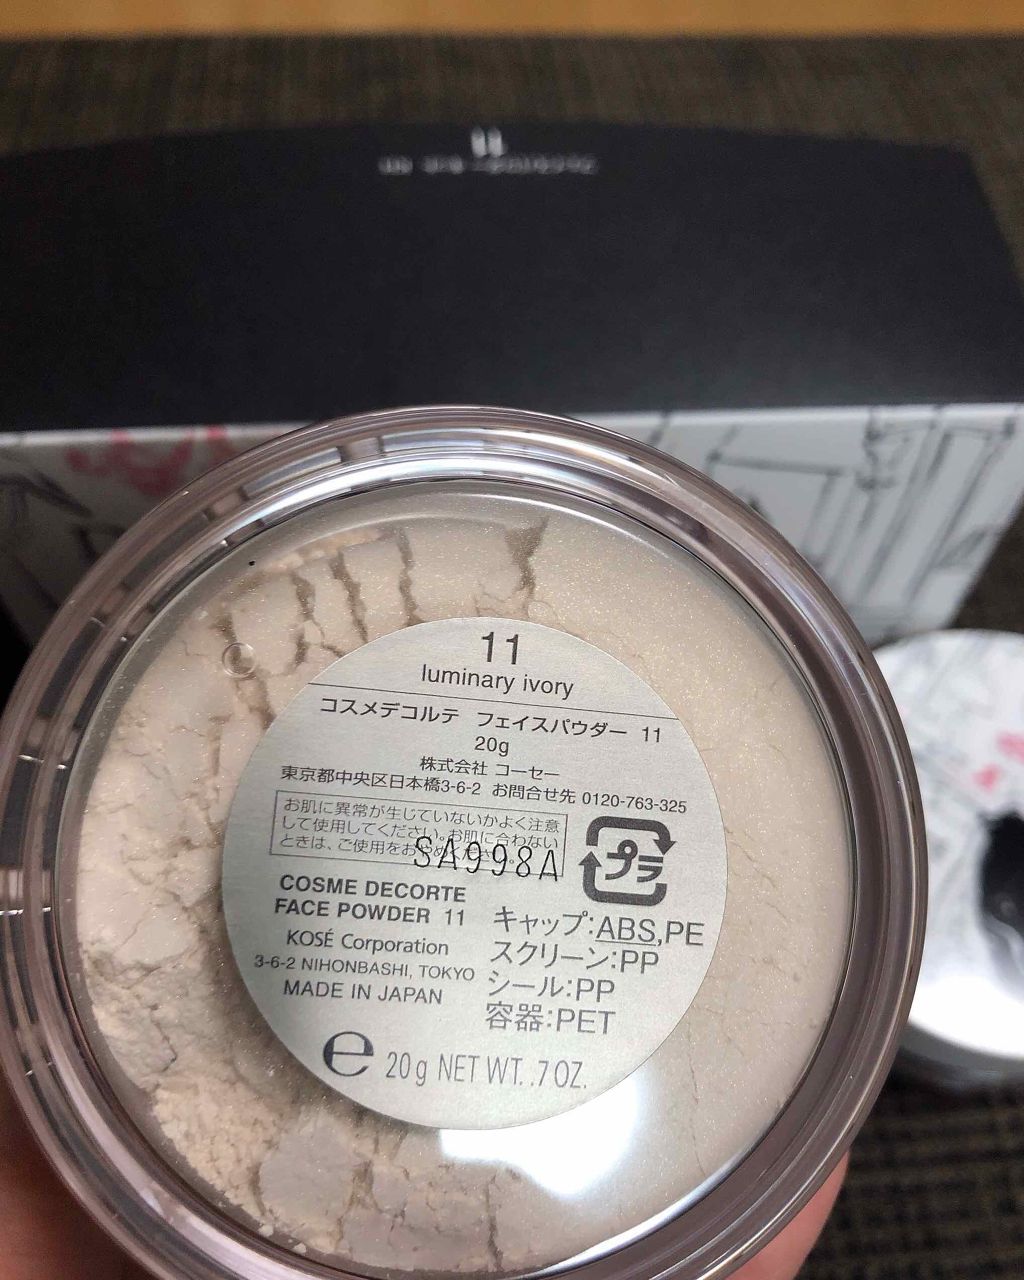 11
luminary ivory
コスメデコルテ フェイスパウダー 11
20g
株式会社 コーセー
東京都中央区日本橋3-6-2 お問合せ先 0120-763-325
お肌に異常が生じていないかよく注意
して使用してください。お肌に合わない
ときは、ご使用をおやめください。
SA998A
プラ
COSME DECORTE
FACE POWDER 11
KOSÉ Corporation
3-6-2 NIHONBASHI, TOKYO
MADE IN JAPAN
キャップ:ABS,PE
スクリーン:PP
シール:PP
容器:PET
e 20g NET WT. .7 OZ.